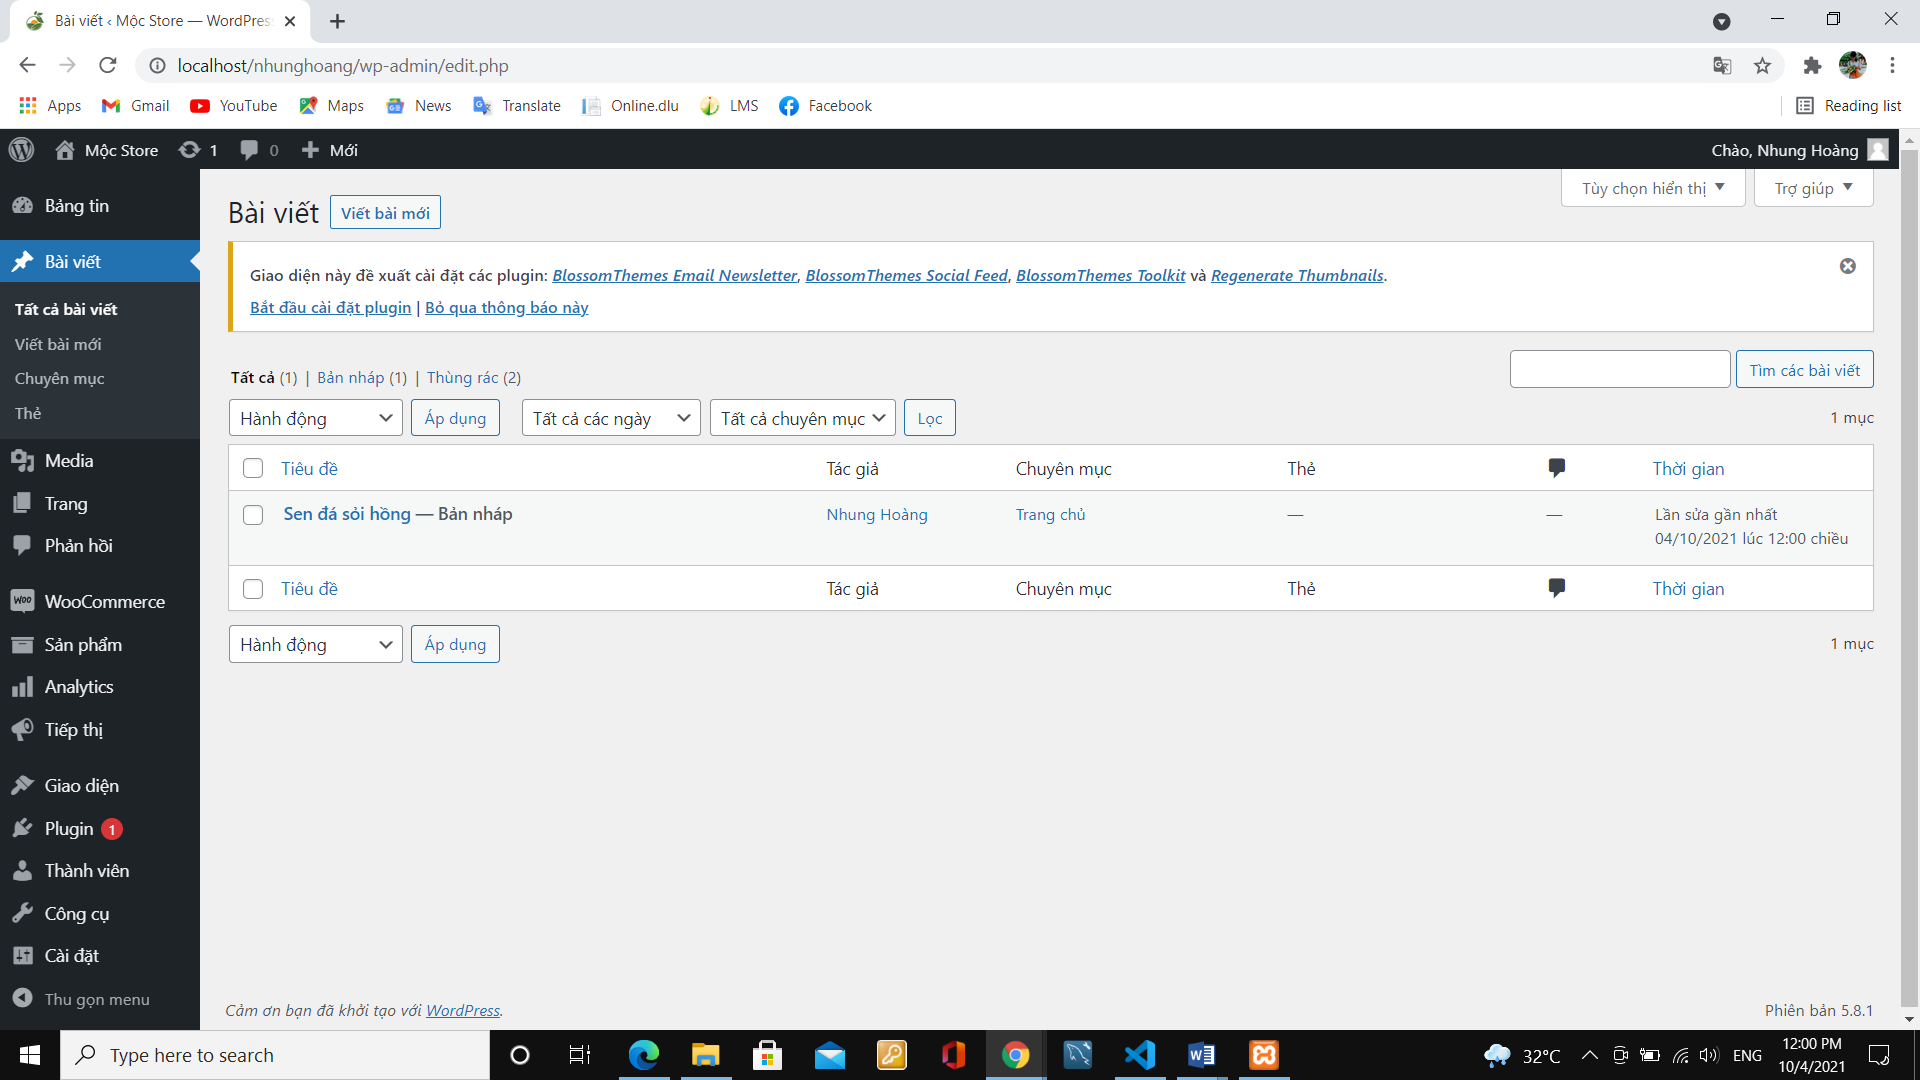 Bài viết ‹ Mộc Store — WordPress
localhost/nhunghoang/wp-admin/edit.php
Apps Gmail YouTube Maps News Translate Online.dlu LMS Facebook Reading list
Mộc Store 1 0 Mới Chào, Nhung Hoàng
Tùy chọn hiển thị Trợ giúp
Bảng tin
Bài viết
Tất cả bài viết
Viết bài mới
Chuyên mục
Thẻ
Media
Trang
Phản hồi
WooCommerce
Sản phẩm
Analytics
Tiếp thị
Giao diện
Plugin 1
Thành viên
Công cụ
Cài đặt
Thu gọn menu
Bài viết Viết bài mới
Giao diện này đề xuất cài đặt các plugin: BlossomThemes Email Newsletter, BlossomThemes Social Feed, BlossomThemes Toolkit và Regenerate Thumbnails.
Bắt đầu cài đặt plugin | Bỏ qua thông báo này
Tất cả (1) | Bản nháp (1) | Thùng rác (2)
Tìm các bài viết
Hành động Áp dụng Tất cả các ngày Tất cả chuyên mục Lọc 1 mục
Tiêu đề Tác giả Chuyên mục Thẻ Thời gian
Sen đá sỏi hồng — Bản nháp Nhung Hoàng Trang chủ — — Lần sửa gần nhất
04/10/2021 lúc 12:00 chiều
Tiêu đề Tác giả Chuyên mục Thẻ Thời gian
Hành động Áp dụng 1 mục
Cảm ơn bạn đã khởi tạo với WordPress. Phiên bản 5.8.1
Type here to search 32°C ENG 12:00 PM
10/4/2021